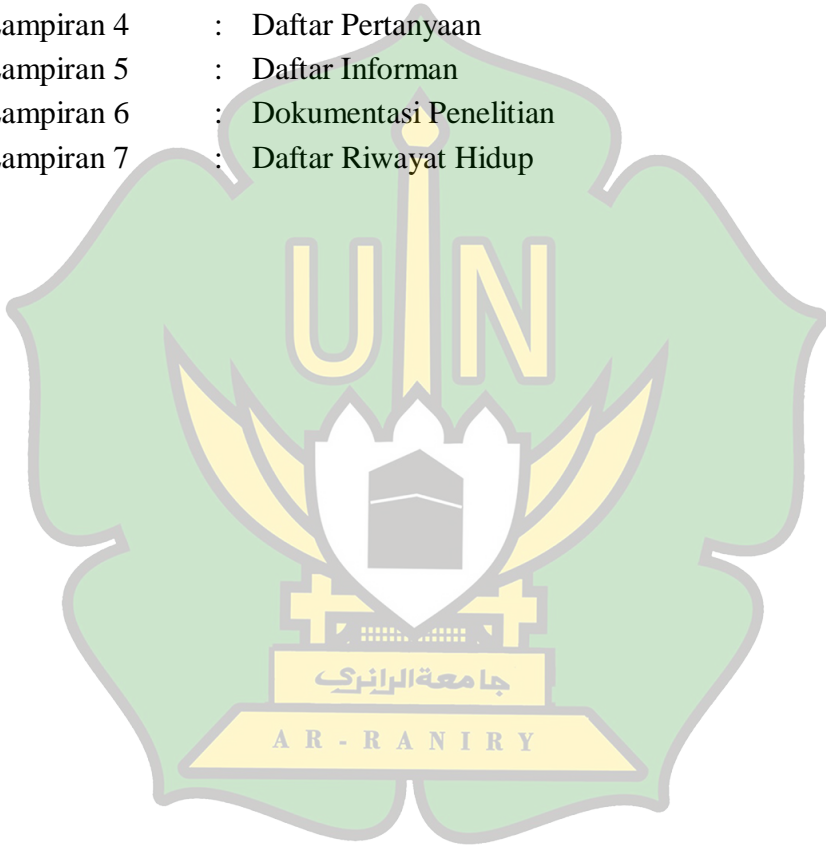 ampiran 4 : Daftar Pertanyaan
ampiran 5 : Daftar Informan
ampiran 6 : Dokumentasi Penelitian
ampiran 7 : Daftar Riwayat Hidup
UIN
جامعةالرانري
AR-RANIRY